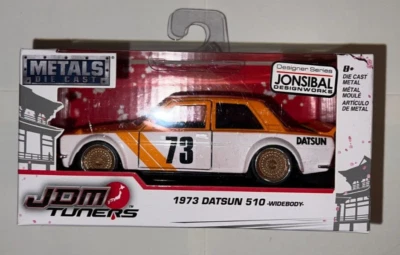 METALS
DIE CAST
Designer Series
JONSIBAL
DESIGNWORKS
8+
DIE CAST
METAL
MÉTAL
MOULÉ
ARTÍCULO
DE METAL
73
DATSUN
JDM
TUNERS
1973 DATSUN 510 -WIDEBODY-